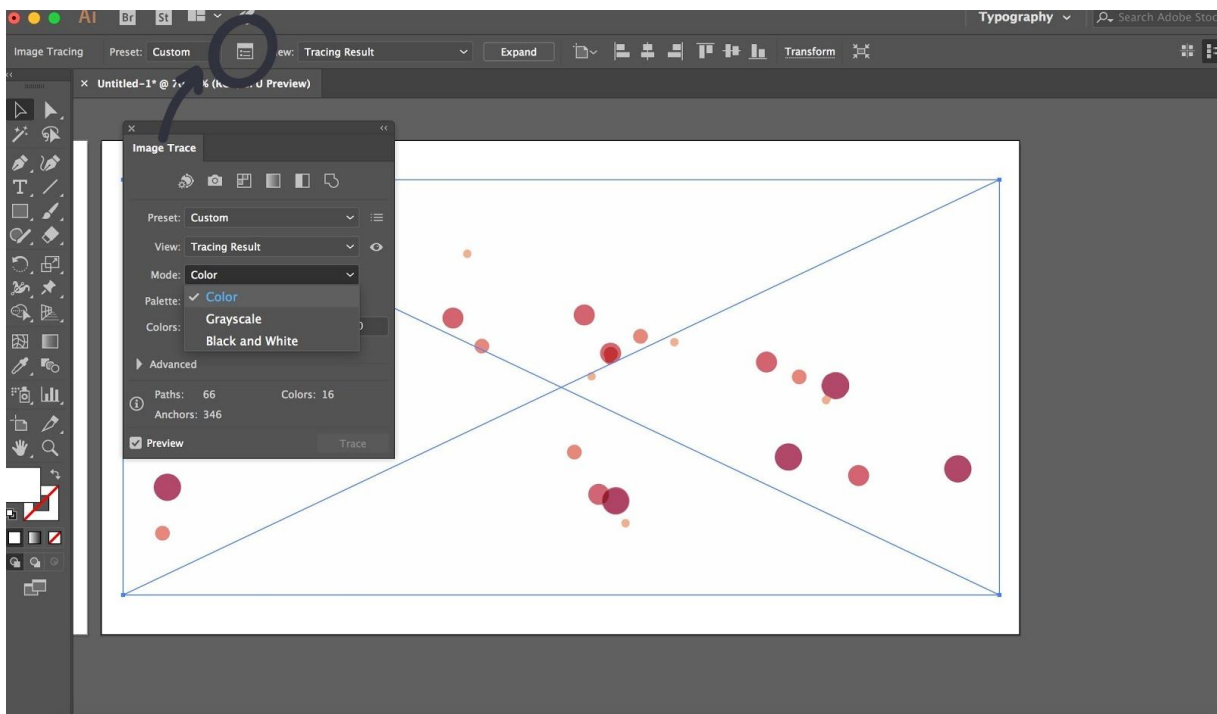 Ai Br St Typography Search Adobe Stoc
Image Tracing Preset: Custom View: Tracing Result Expand Transform
× Untitled-1* @ (R U Preview)
Image Trace
Preset: Custom
View: Tracing Result
Mode: Color
Palette: ✓ Color
Grayscale
Colors:
Black and White
Advanced
Paths: 66 Colors: 16
Anchors: 346
Preview Trace